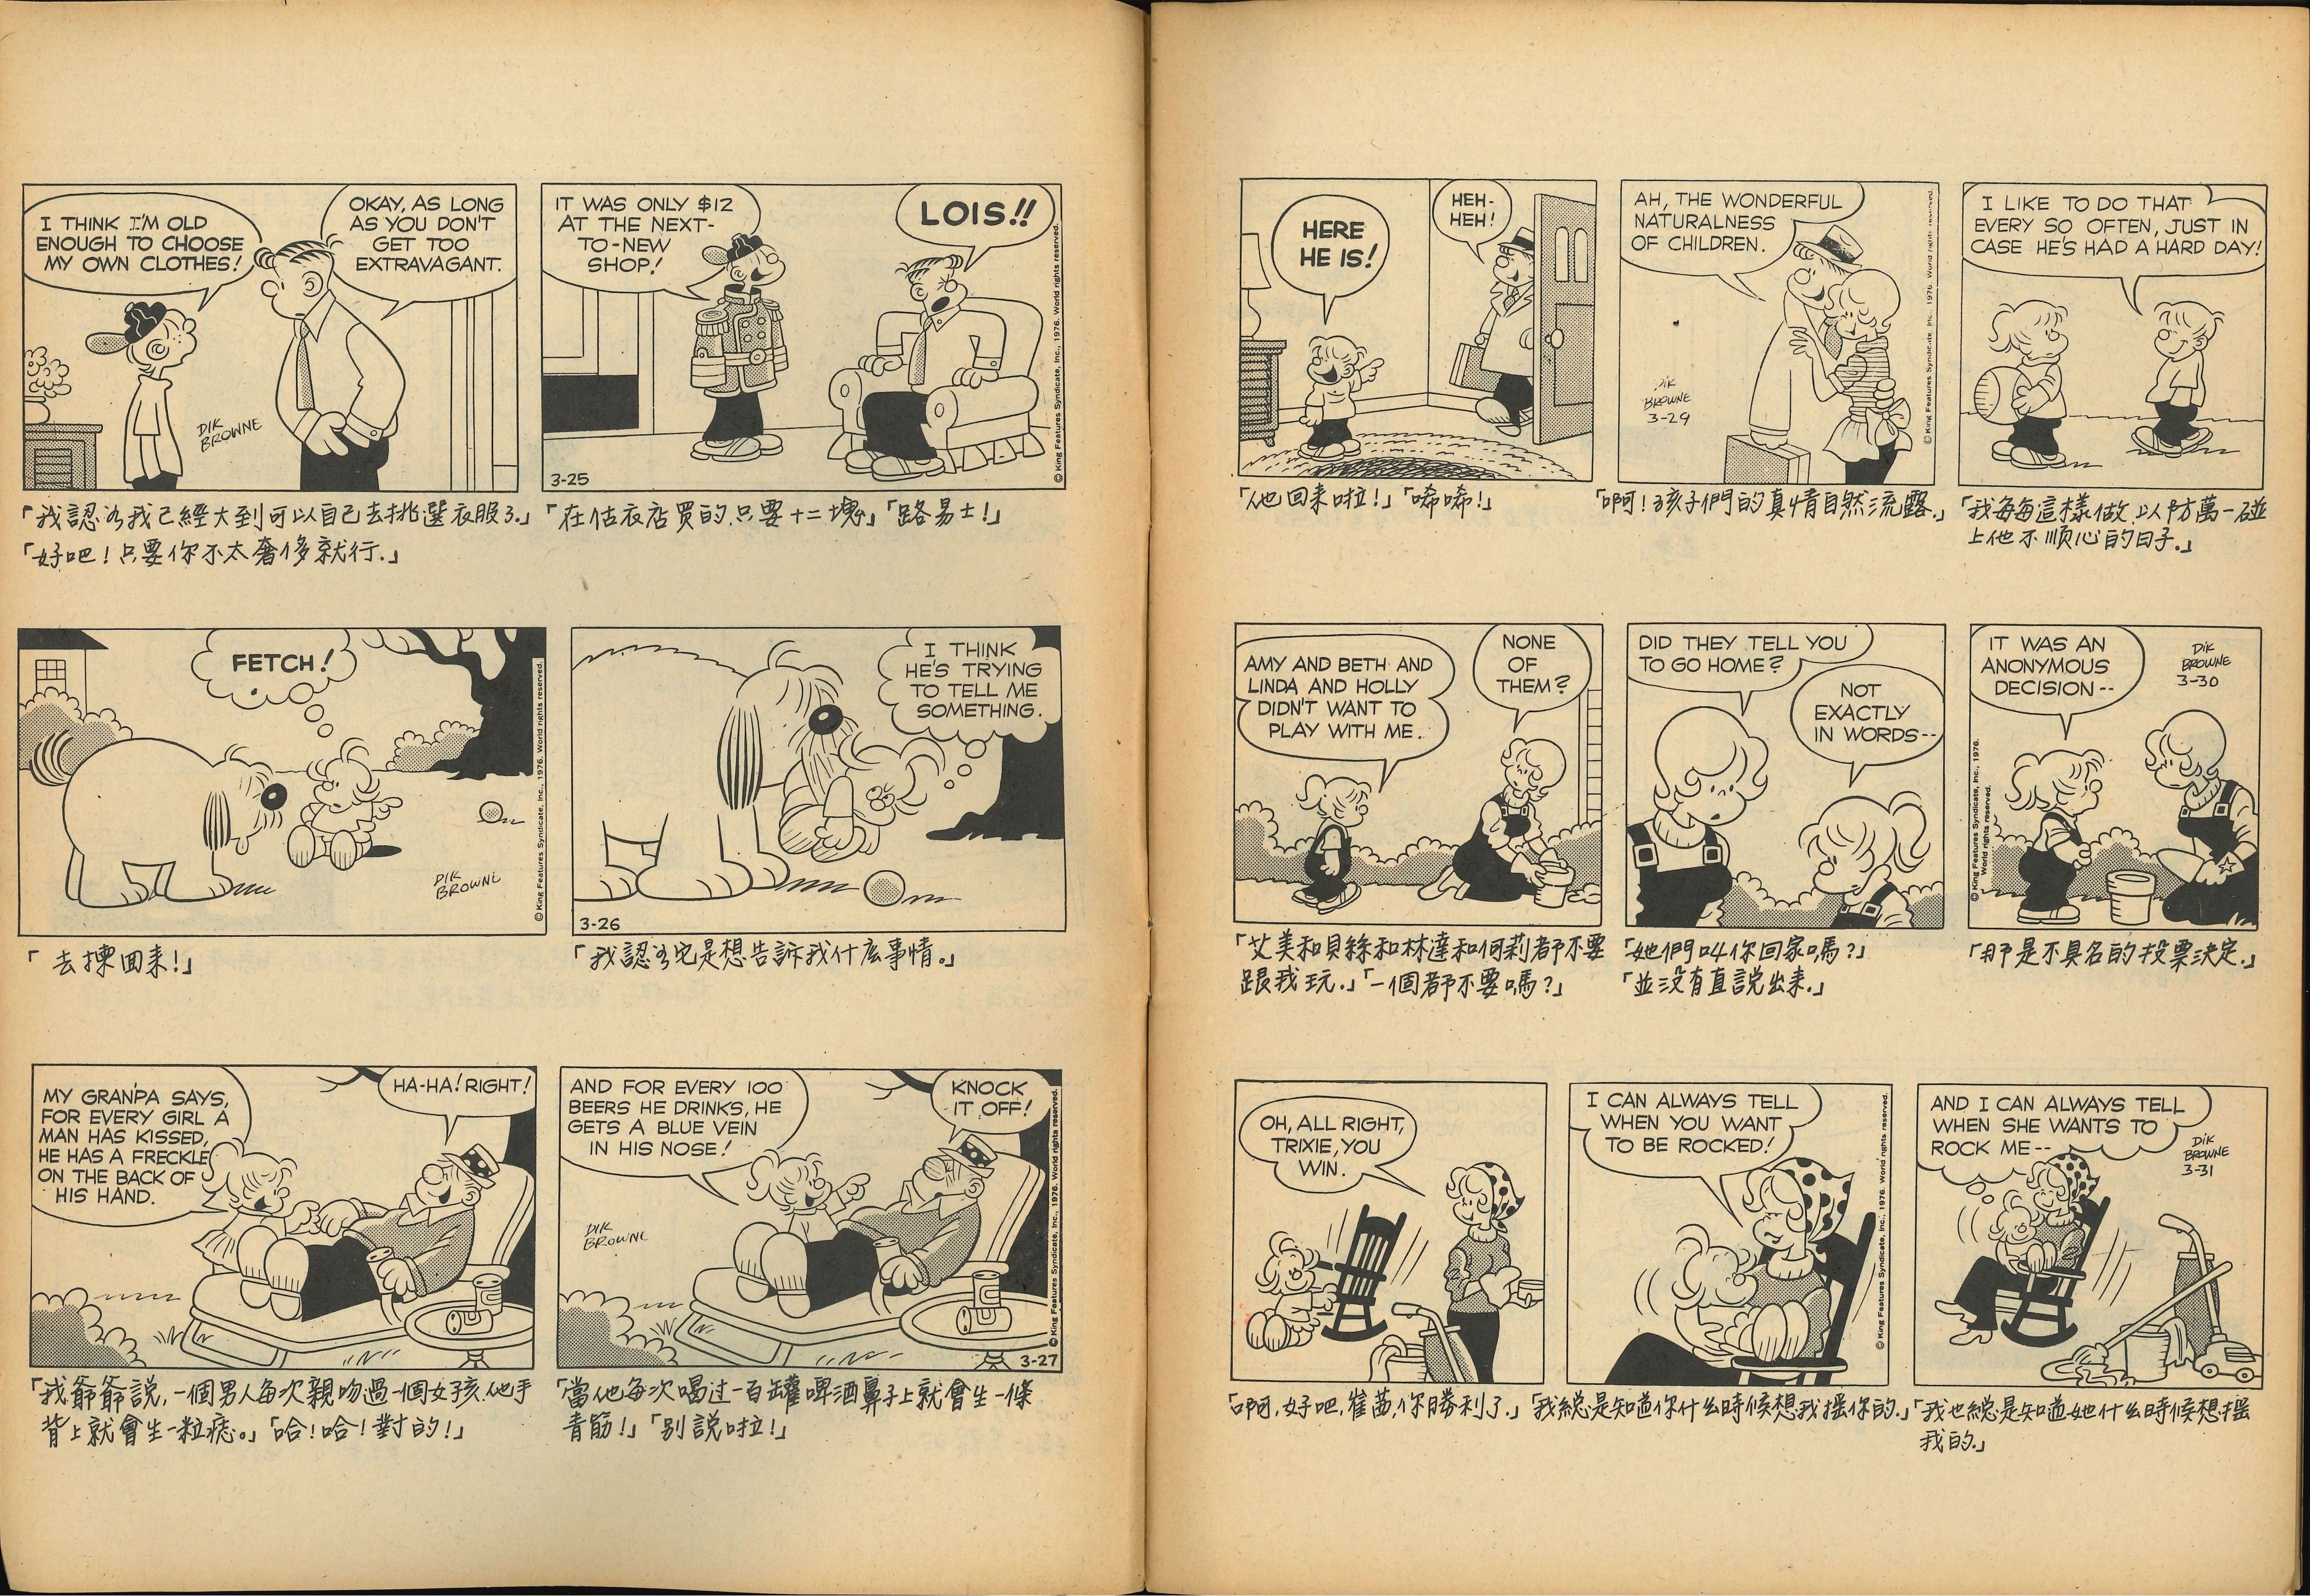 I THINK I'M OLD
ENOUGH TO CHOOSE
MY OWN CLOTHES!
OKAY, AS LONG
AS YOU DON'T
GET TOO
EXTRAVAGANT.
DIK
BROWNE
IT WAS ONLY $12
AT THE NEXT-
TO-NEW
SHOP!
LOIS!!
3-25
© King Features Syndicate, Inc., 1976. World rights reserved.
「我認為我已經大到可以自己去挑選衣服了.」
「好吧!只要你不太奢侈就行.」
「在估衣店買的.只要十二塊」「路易士!」
FETCH!
DIK
BROWNE
© King Features Syndicate, Inc., 1976. World rights reserved.
I THINK
HE'S TRYING
TO TELL ME
SOMETHING.
3-26
「去揀回来!」
「我認为它是想告訴我什麼事情。」
MY GRAN'PA SAYS,
FOR EVERY GIRL A
MAN HAS KISSED,
HE HAS A FRECKLE
ON THE BACK OF
HIS HAND.
HA-HA! RIGHT!
AND FOR EVERY 100
BEERS HE DRINKS, HE
GETS A BLUE VEIN
IN HIS NOSE!
KNOCK
IT OFF!
DIK
BROWNE
© King Features Syndicate, Inc., 1976. World rights reserved.
3-27
「我爺爺説,一個男人每次親吻過一個女孩.他手
背上就會生一粒痣。」「哈!哈!對的!」
「當他每次喝过一百罐啤酒鼻子上就會生一條
青筋!」「别説啦!」
HERE
HE IS!
HEH-
HEH!
AH, THE WONDERFUL
NATURALNESS
OF CHILDREN.
DIK
BROWNE
3-29
© King Features Syndicate, Inc., 1976. World rights reserved.
I LIKE TO DO THAT
EVERY SO OFTEN, JUST IN
CASE HE'S HAD A HARD DAY!
「他回来啦!」「唏唏!」
「啊!孩子們的真情自然流露.」
「我每每這樣做.以防萬一碰
上他不顺心的日子.」
AMY AND BETH AND
LINDA AND HOLLY
DIDN'T WANT TO
PLAY WITH ME.
NONE
OF
THEM?
DID THEY TELL YOU
TO GO HOME?
NOT
EXACTLY
IN WORDS--
IT WAS AN
ANONYMOUS
DECISION--
DIK
BROWNE
3-30
© King Features Syndicate, Inc., 1976.
World rights reserved.
「艾美和貝絲和林達和何莉都不要
跟我玩.」「一個都不要嗎?」
「她們叫你回家嗎?」
「並没有直説出来.」
「那是不具名的投票決定.」
OH, ALL RIGHT,
TRIXIE, YOU
WIN.
I CAN ALWAYS TELL
WHEN YOU WANT
TO BE ROCKED!
© King Features Syndicate, Inc., 1976. World rights reserved.
AND I CAN ALWAYS TELL
WHEN SHE WANTS TO
ROCK ME--
DIK
BROWNE
3-31
「啊,好吧,崔茜,你勝利了.」
「我總是知道你什么時候想我摇你的.」
「我也總是知道她什么時候想摇
我的.」